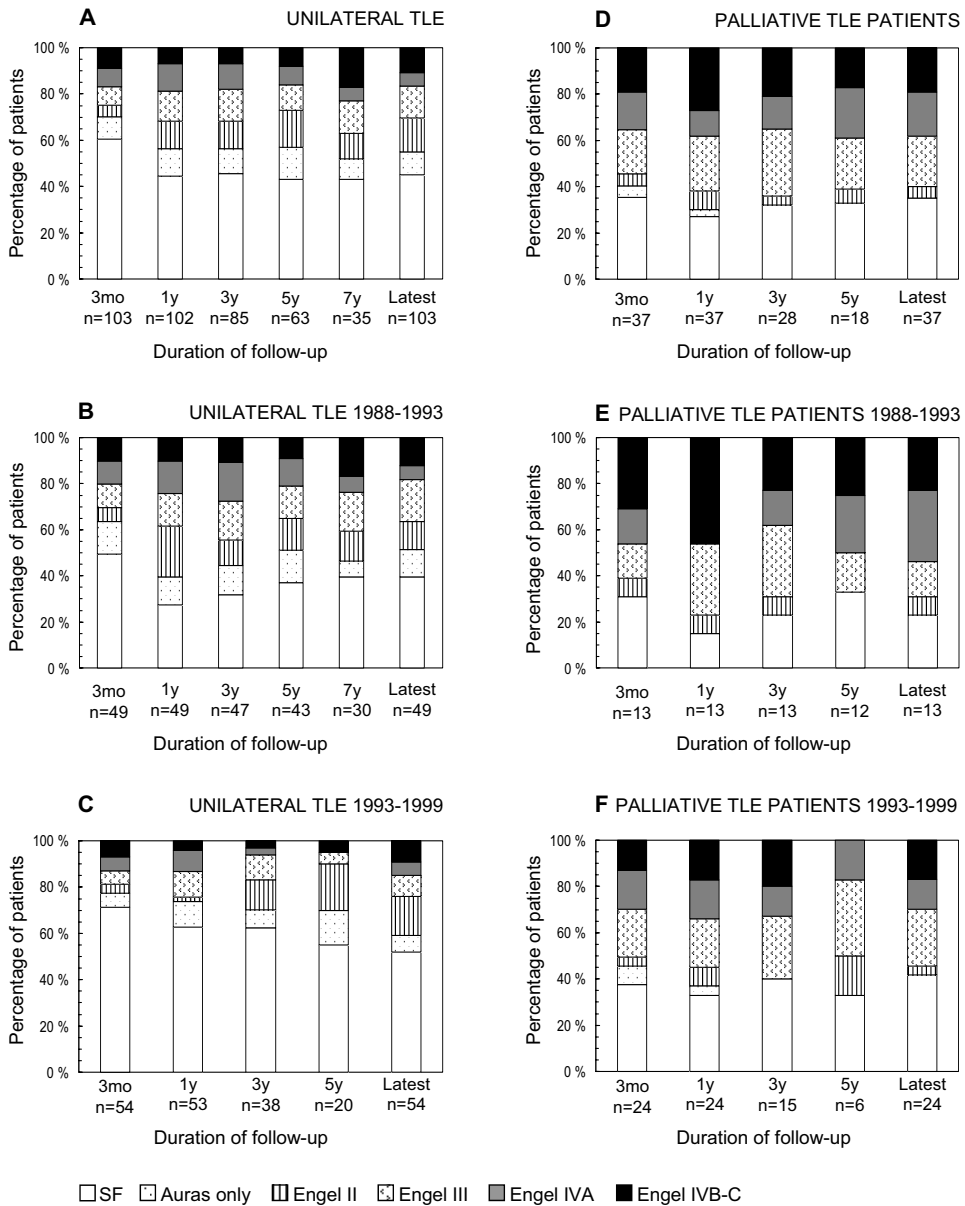 A UNILATERAL TLE
Percentage of patients
100 %
80 %
60 %
40 %
20 %
0 %
3mo 1y 3y 5y 7y Latest
n=103 n=102 n=85 n=63 n=35 n=103
Duration of follow-up
D PALLIATIVE TLE PATIENTS
Percentage of patients
100 %
80 %
60 %
40 %
20 %
0 %
3mo 1y 3y 5y Latest
n=37 n=37 n=28 n=18 n=37
Duration of follow-up
B UNILATERAL TLE 1988-1993
Percentage of patients
100 %
80 %
60 %
40 %
20 %
0 %
3mo 1y 3y 5y 7y Latest
n=49 n=49 n=47 n=43 n=30 n=49
Duration of follow-up
E PALLIATIVE TLE PATIENTS 1988-1993
Percentage of patients
100 %
80 %
60 %
40 %
20 %
0 %
3mo 1y 3y 5y Latest
n=13 n=13 n=13 n=12 n=13
Duration of follow-up
C UNILATERAL TLE 1993-1999
Percentage of patients
100 %
80 %
60 %
40 %
20 %
0 %
3mo 1y 3y 5y Latest
n=54 n=53 n=38 n=20 n=54
Duration of follow-up
F PALLIATIVE TLE PATIENTS 1993-1999
Percentage of patients
100 %
80 %
60 %
40 %
20 %
0 %
3mo 1y 3y 5y Latest
n=24 n=24 n=15 n=6 n=24
Duration of follow-up
SF Auras only Engel II Engel III Engel IVA Engel IVB-C